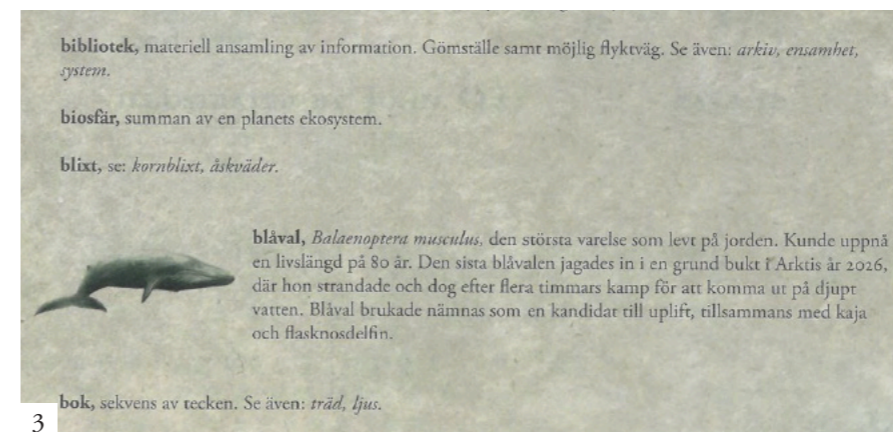 bibliotek, materiell ansamling av information. Gömställe samt möjlig flyktväg. Se även: arkiv, ensamhet,
system.
biosfär, summan av en planets ekosystem.
blixt, se: kornblixt, åskväder.
blåval, Balaenoptera musculus, den största varelse som levt på jorden. Kunde uppnå
en livslängd på 80 år. Den sista blåvalen jagades in i en grund bukt i Arktis år 2026,
där hon strandade och dog efter flera timmars kamp för att komma ut på djupt
vatten. Blåval brukade nämnas som en kandidat till uplift, tillsammans med kaja
och flasknosdelfin.
bok, sekvens av tecken. Se även: träd, ljus.
3